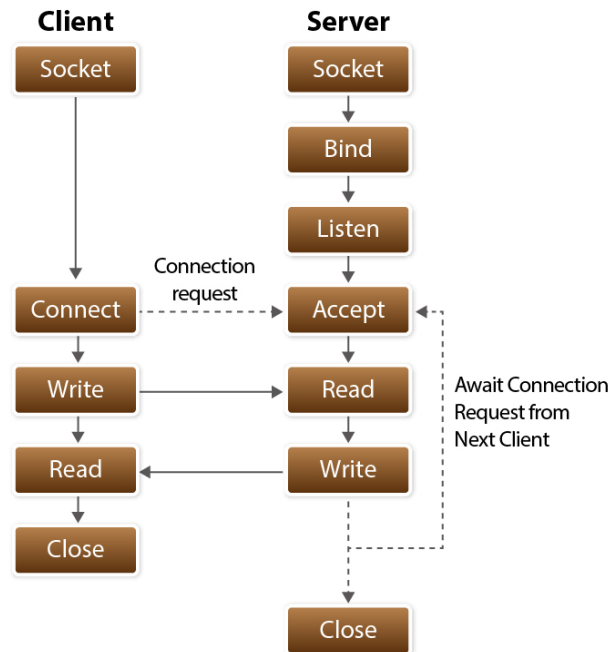 Client
Server
Socket
Socket
Bind
Listen
Connection
request
Connect
Accept
Write
Read
Await Connection
Request from
Next Client
Read
Write
Close
Close